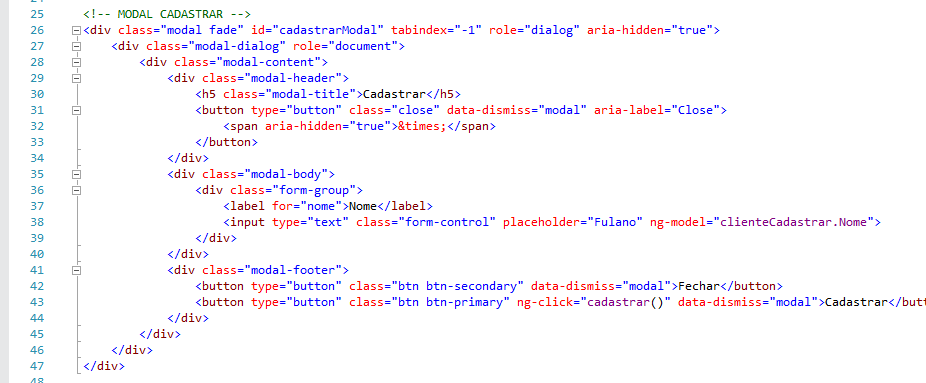 25 <!-- MODAL CADASTRAR -->
26 <div class="modal fade" id="cadastrarModal" tabindex="-1" role="dialog" aria-hidden="true">
27 <div class="modal-dialog" role="document">
28 <div class="modal-content">
29 <div class="modal-header">
30 <h5 class="modal-title">Cadastrar</h5>
31 <button type="button" class="close" data-dismiss="modal" aria-label="Close">
32 <span aria-hidden="true">&times;</span>
33 </button>
34 </div>
35 <div class="modal-body">
36 <div class="form-group">
37 <label for="nome">Nome</label>
38 <input type="text" class="form-control" placeholder="Fulano" ng-model="clienteCadastrar.Nome">
39 </div>
40 </div>
41 <div class="modal-footer">
42 <button type="button" class="btn btn-secondary" data-dismiss="modal">Fechar</button>
43 <button type="button" class="btn btn-primary" ng-click="cadastrar()" data-dismiss="modal">Cadastrar</butt
44 </div>
45 </div>
46 </div>
47 </div>